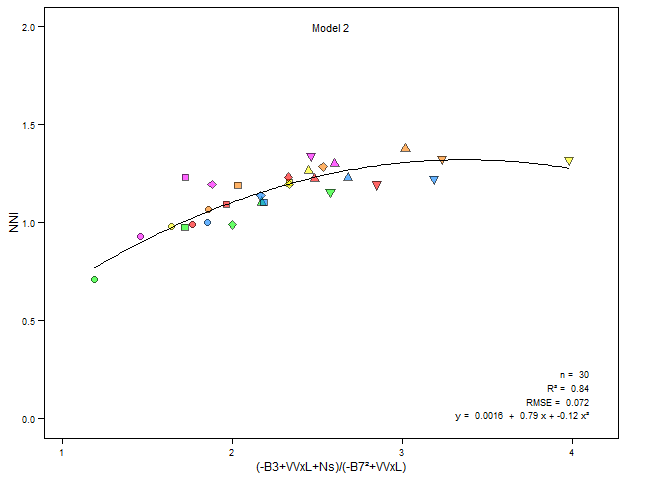 Model 2
2.0
1.5
1.0
0.5
0.0
NNI
n = 30
R² = 0.84
RMSE = 0.072
y = 0.0016 + 0.79 x + -0.12 x²
1 2 3 4
(-B3+VVxL+Ns)/(-B7²+VVxL)